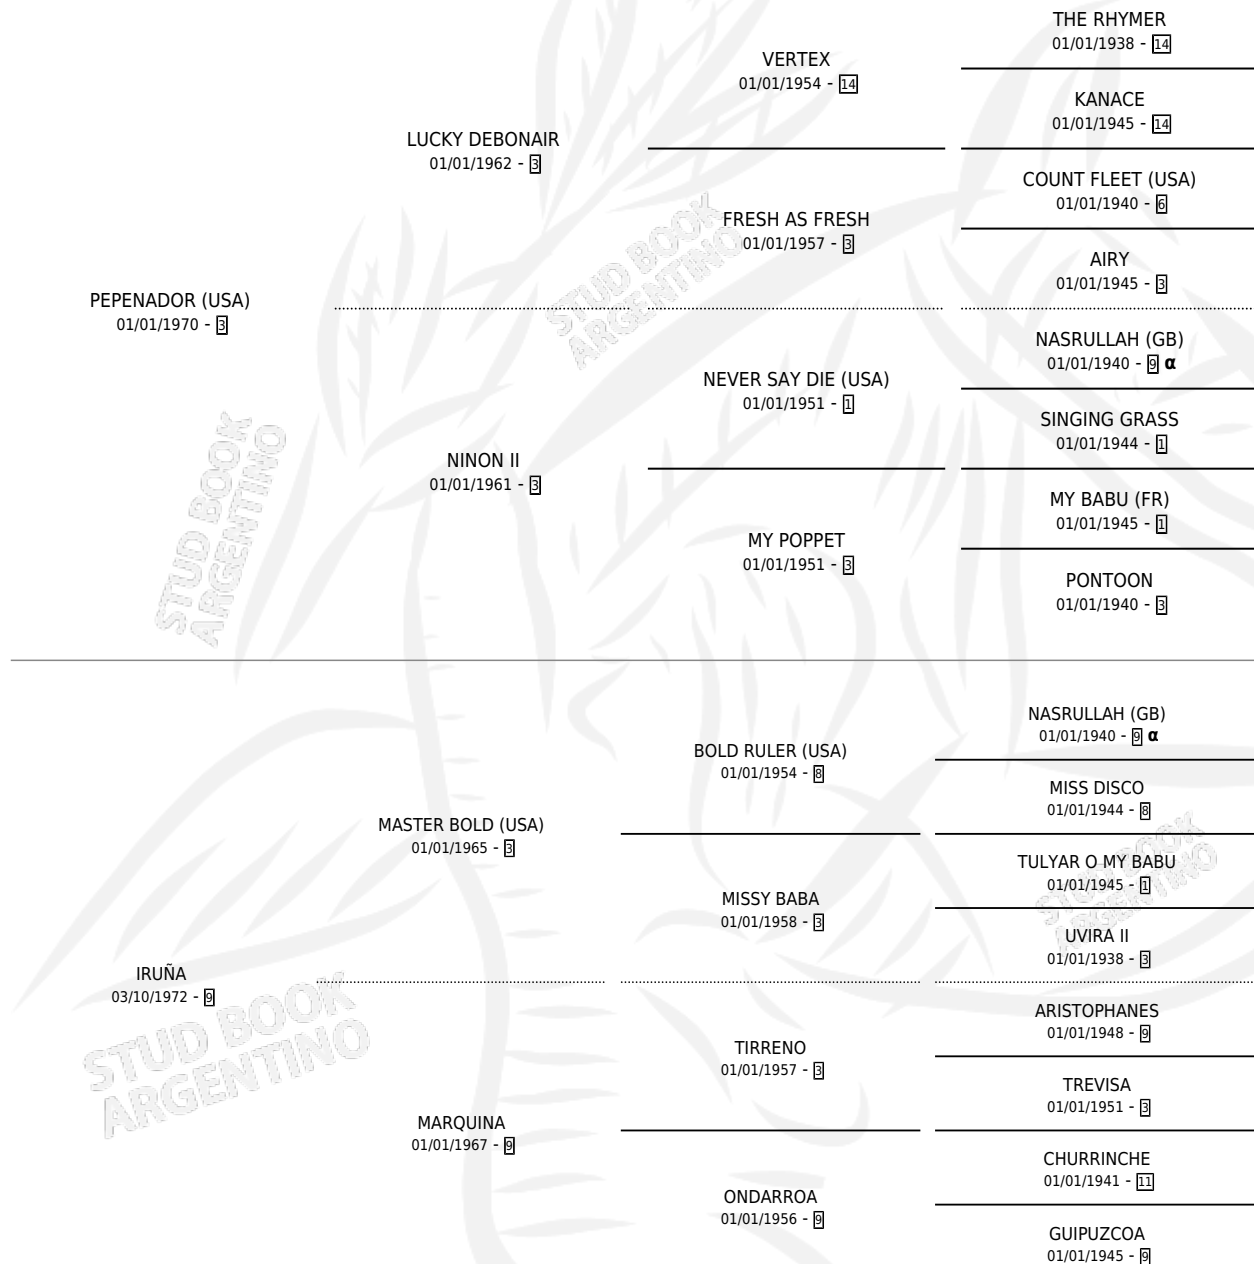 THE RHYMER
01/01/1938 - 14
VERTEX
01/01/1954 - 14
KANACE
01/01/1945 - 14
LUCKY DEBONAIR
01/01/1962 - 3
COUNT FLEET (USA)
01/01/1940 - 6
FRESH AS FRESH
01/01/1957 - 3
AIRY
01/01/1945 - 3
PEPENADOR (USA)
01/01/1970 - 3
NASRULLAH (GB)
01/01/1940 - 9 α
NEVER SAY DIE (USA)
01/01/1951 - 1
SINGING GRASS
01/01/1944 - 1
NINON II
01/01/1961 - 3
MY BABU (FR)
01/01/1945 - 1
MY POPPET
01/01/1951 - 3
PONTOON
01/01/1940 - 3
NASRULLAH (GB)
01/01/1940 - 9 α
BOLD RULER (USA)
01/01/1954 - 8
MISS DISCO
01/01/1944 - 8
MASTER BOLD (USA)
01/01/1965 - 3
TULYAR O MY BABU
01/01/1945 - 1
MISSY BABA
01/01/1958 - 3
UVIRA II
01/01/1938 - 3
IRUÑA
03/10/1972 - 9
ARISTOPHANES
01/01/1948 - 9
TIRRENO
01/01/1957 - 3
TREVISA
01/01/1951 - 3
MARQUINA
01/01/1967 - 9
CHURRINCHE
01/01/1941 - 11
ONDARROA
01/01/1956 - 9
GUIPUZCOA
01/01/1945 - 9
STUD BOOK
ARGENTINO
STUD BOOK
ARGENTINO
STUD BOOK
ARGENTINO
STUD BOOK
ARGENTINO